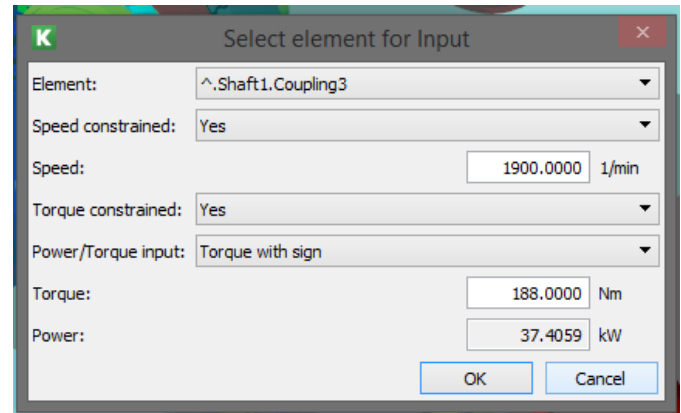 K Select element for Input
Element: ^.Shaft1.Coupling3
Speed constrained: Yes
Speed: 1900.0000 1/min
Torque constrained: Yes
Power/Torque input: Torque with sign
Torque: 188.0000 Nm
Power: 37.4059 kW
OK Cancel